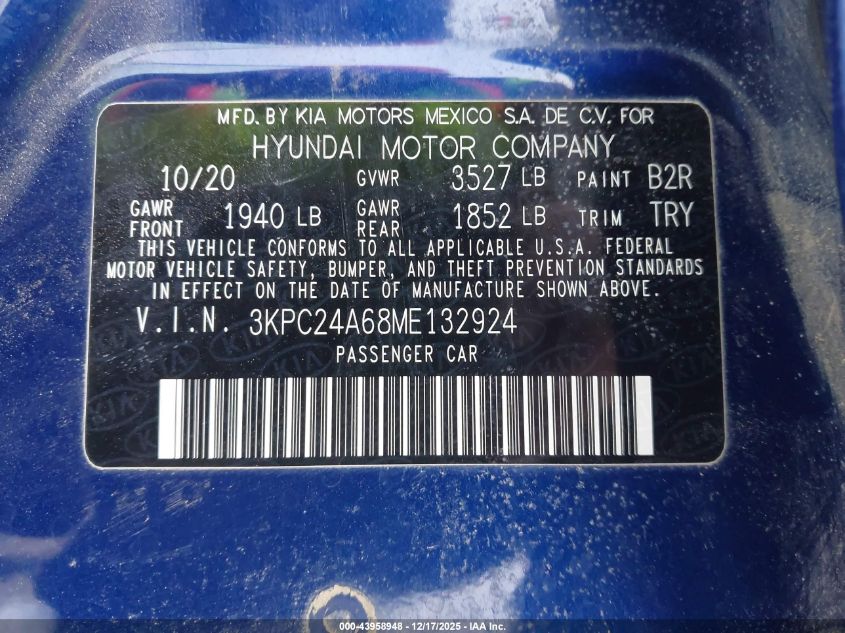 MFD. BY KIA MOTORS MEXICO S.A. DE C.V. FOR
HYUNDAI MOTOR COMPANY
10/20 GVWR 3527 LB PAINT B2R
GAWR FRONT 1940 LB GAWR REAR 1852 LB TRIM TRY
THIS VEHICLE CONFORMS TO ALL APPLICABLE U.S.A. FEDERAL
MOTOR VEHICLE SAFETY, BUMPER, AND THEFT PREVENTION STANDARDS
IN EFFECT ON THE DATE OF MANUFACTURE SHOWN ABOVE.
V.I.N. 3KPC24A68ME132924
PASSENGER CAR
000-43958948 - 12/17/2025 - IAA Inc.